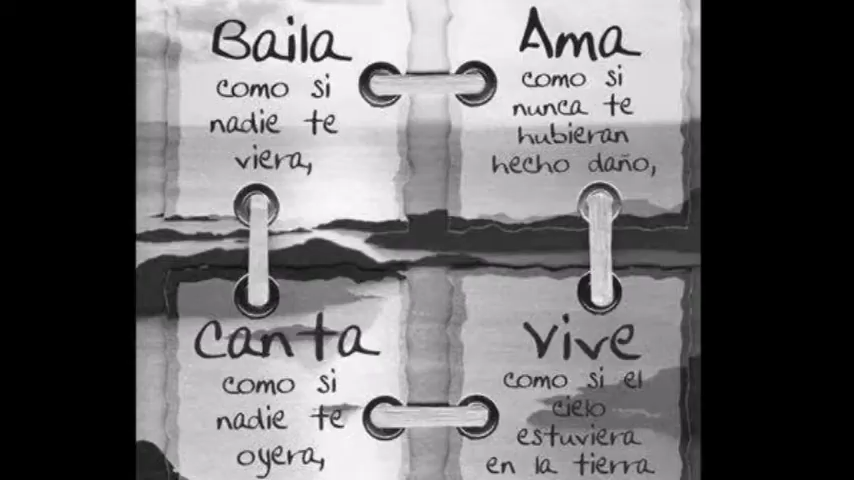 Baila
como si
nadie te
viera,
Ama
como si
nunca te
hubieran
hecho daño,
Canta
como si
nadie te
oyera,
Vive
como si el
cielo
estuviera
en la tierra